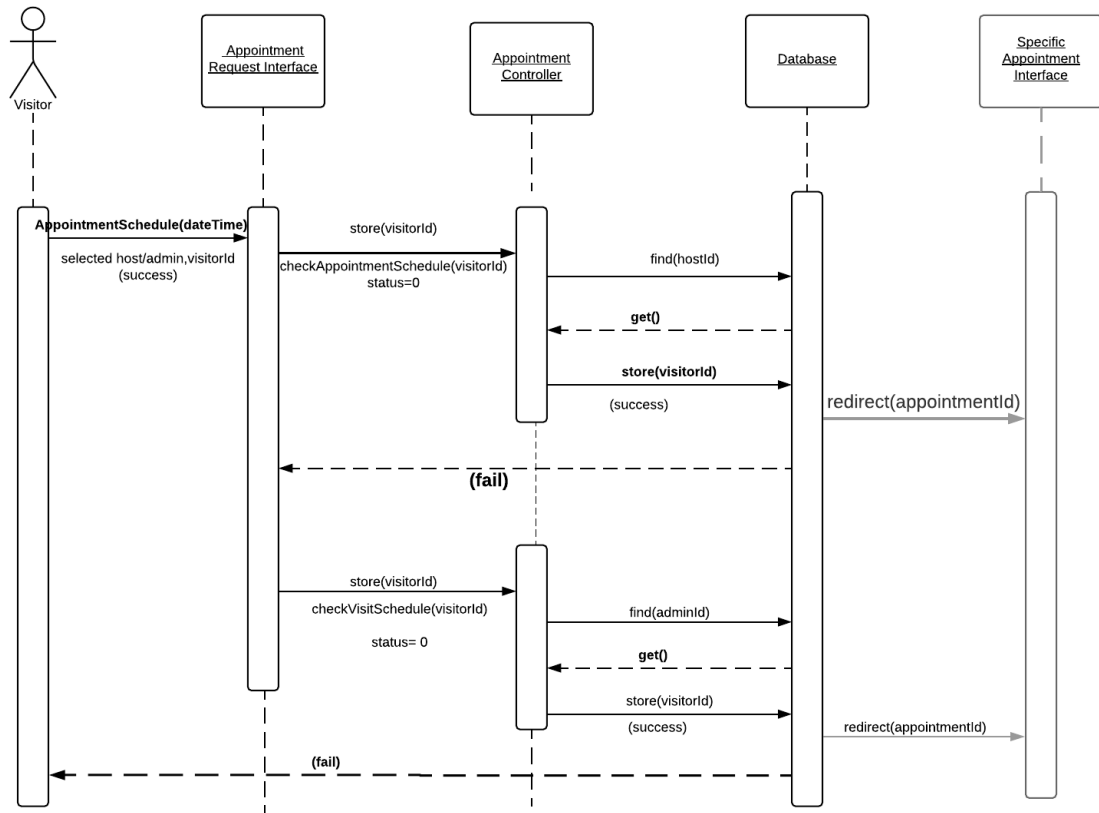 Visitor
Appointment
Request Interface
Appointment
Controller
Database
Specific
Appointment
Interface
AppointmentSchedule(dateTime)
selected host/admin,visitorId
(success)
store(visitorId)
checkAppointmentSchedule(visitorId)
status=0
find(hostId)
get()
store(visitorId)
(success)
redirect(appointmentId)
(fail)
store(visitorId)
checkVisitSchedule(visitorId)
status= 0
find(adminId)
get()
store(visitorId)
(success)
redirect(appointmentId)
(fail)